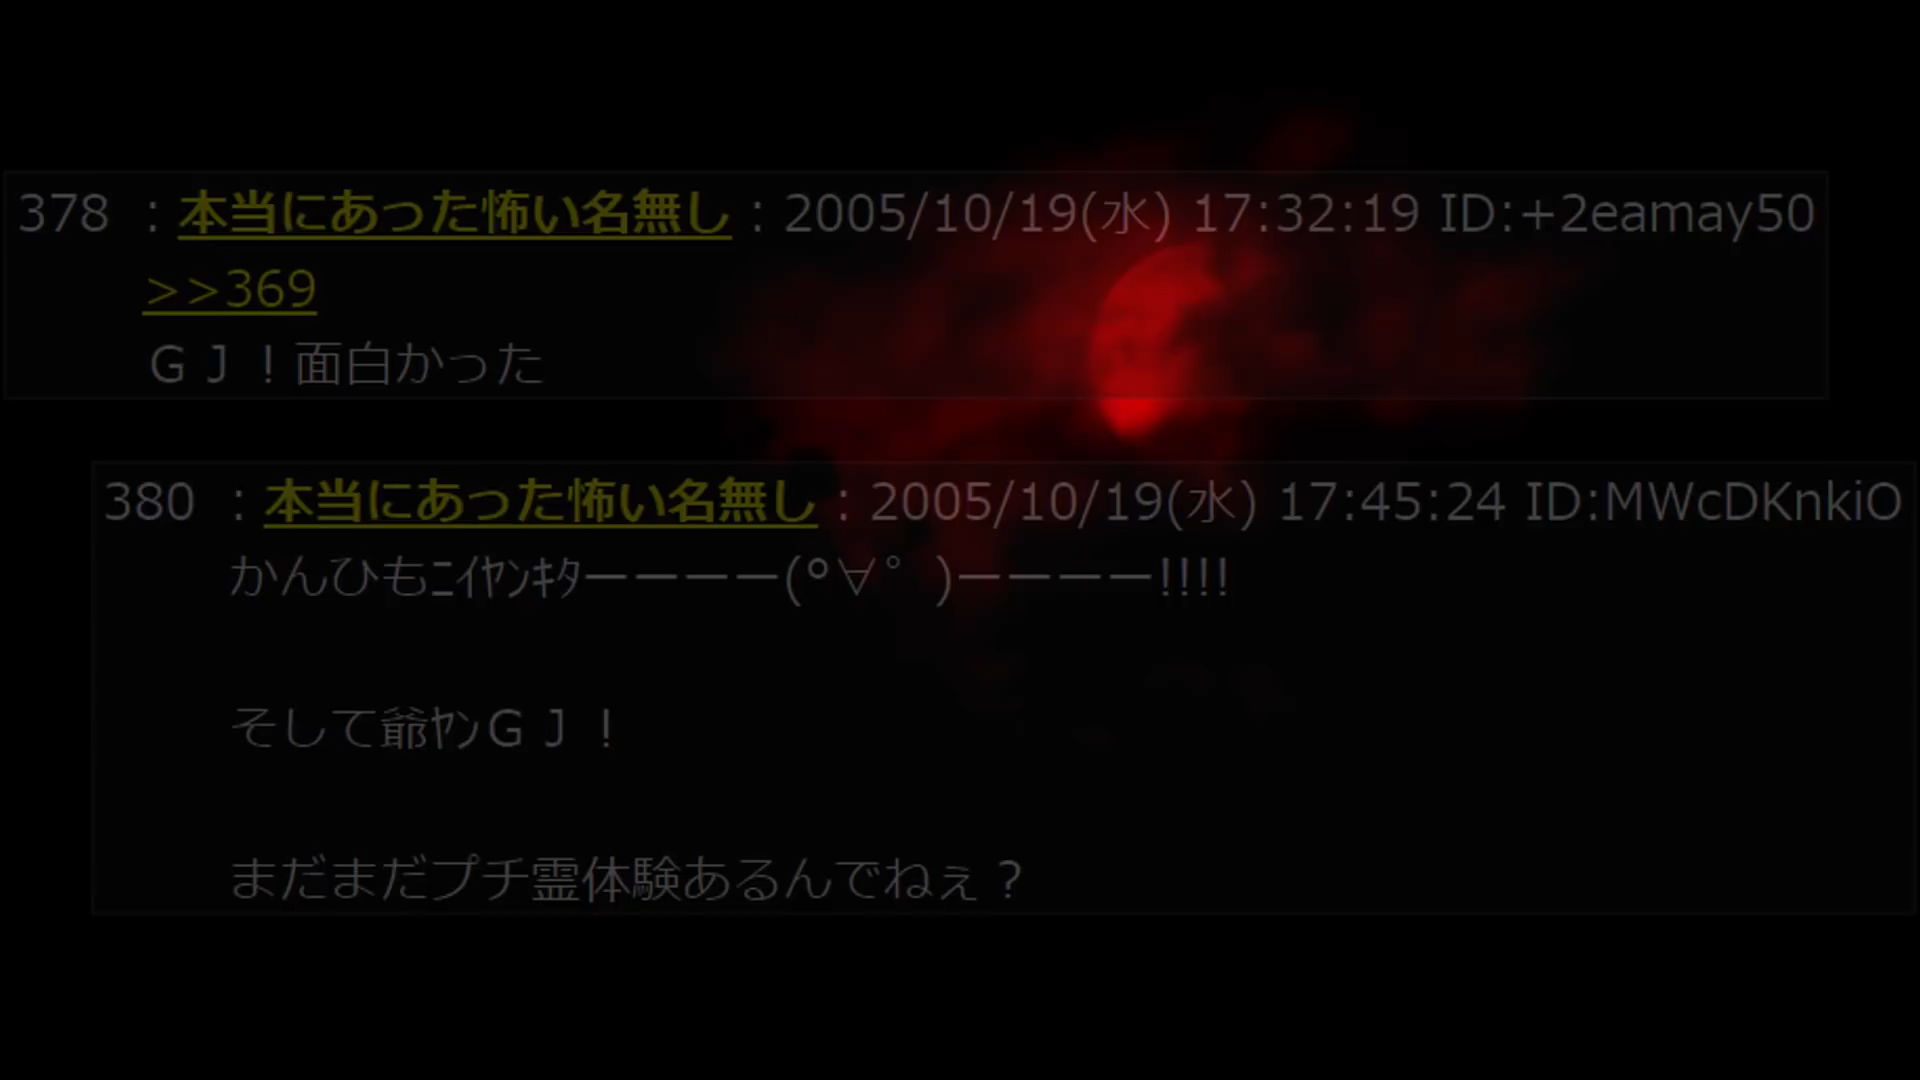 378 ：本当にあった怖い名無し：2005/10/19(水) 17:32:19 ID:+2eamay50
>>369
ＧＪ！面白かった
380 ：本当にあった怖い名無し：2005/10/19(水) 17:45:24 ID:MWcDKnkiO
かんひもﾆｲﾔﾝｷﾀーーーー(°∀゜)ーーーー!!!!
そして爺ﾔﾝＧＪ！
まだまだプチ霊体験あるんでねぇ？